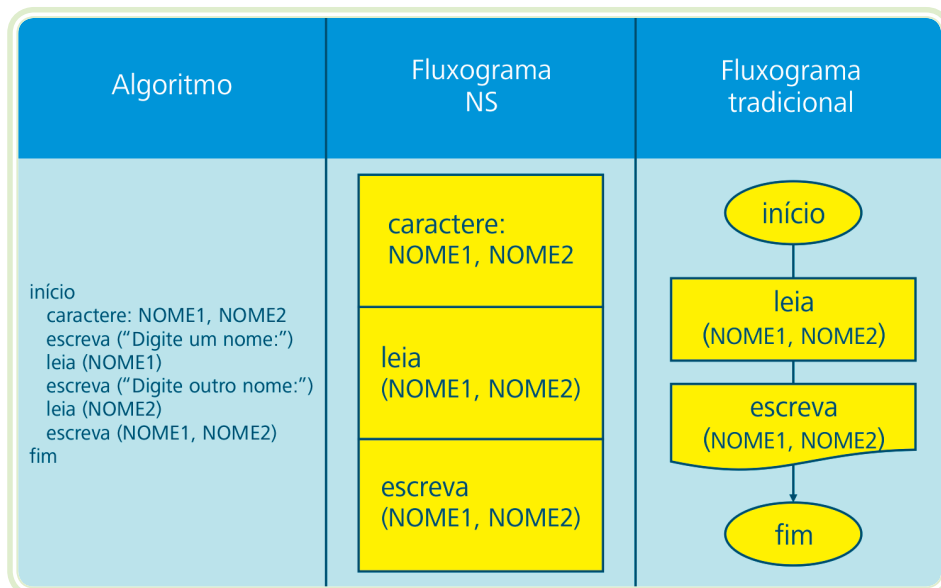 Algoritmo
Fluxograma
NS
Fluxograma
tradicional
início
caractere: NOME1, NOME2
escreva (“Digite um nome:”)
leia (NOME1)
escreva (“Digite outro nome:”)
leia (NOME2)
escreva (NOME1, NOME2)
fim
caractere:
NOME1, NOME2
leia
(NOME1, NOME2)
escreva
(NOME1, NOME2)
início
leia
(NOME1, NOME2)
escreva
(NOME1, NOME2)
fim